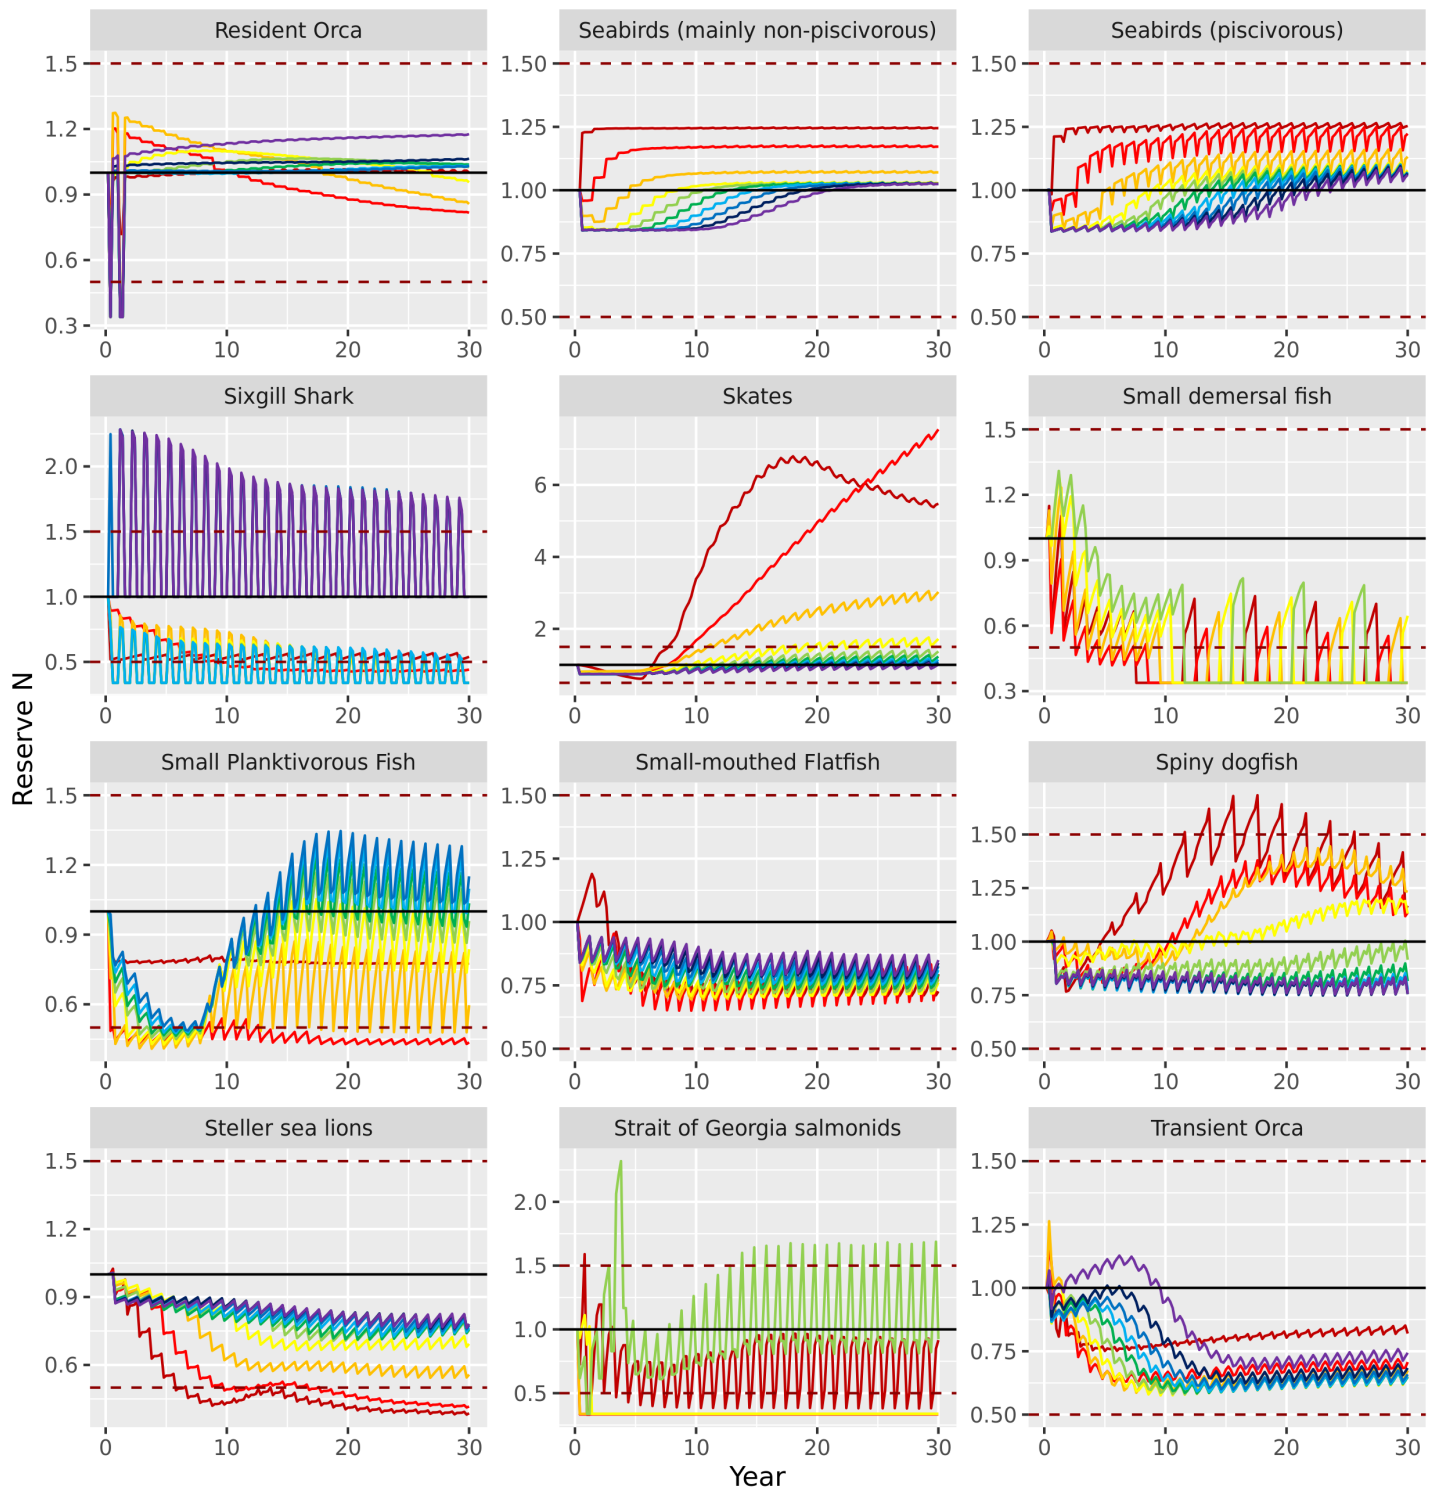 Resident Orca
Seabirds (mainly non-piscivorous)
Seabirds (piscivorous)
1.5
1.2
0.9
0.6
0.3
0 10 20 30
1.50
1.25
1.00
0.75
0.50
0 10 20 30
1.50
1.25
1.00
0.75
0.50
0 10 20 30
Sixgill Shark
Skates
Small demersal fish
2.0
1.5
1.0
0.5
0 10 20 30
6
4
2
0 10 20 30
1.5
1.2
0.9
0.6
0.3
0 10 20 30
Reserve N
Small Planktivorous Fish
Small-mouthed Flatfish
Spiny dogfish
1.5
1.2
0.9
0.6
0 10 20 30
1.50
1.25
1.00
0.75
0.50
0 10 20 30
1.50
1.25
1.00
0.75
0.50
0 10 20 30
Steller sea lions
Strait of Georgia salmonids
Transient Orca
1.5
1.2
0.9
0.6
0 10 20 30
2.0
1.5
1.0
0.5
0 10 20 30
1.50
1.25
1.00
0.75
0.50
0 10 20 30
Year